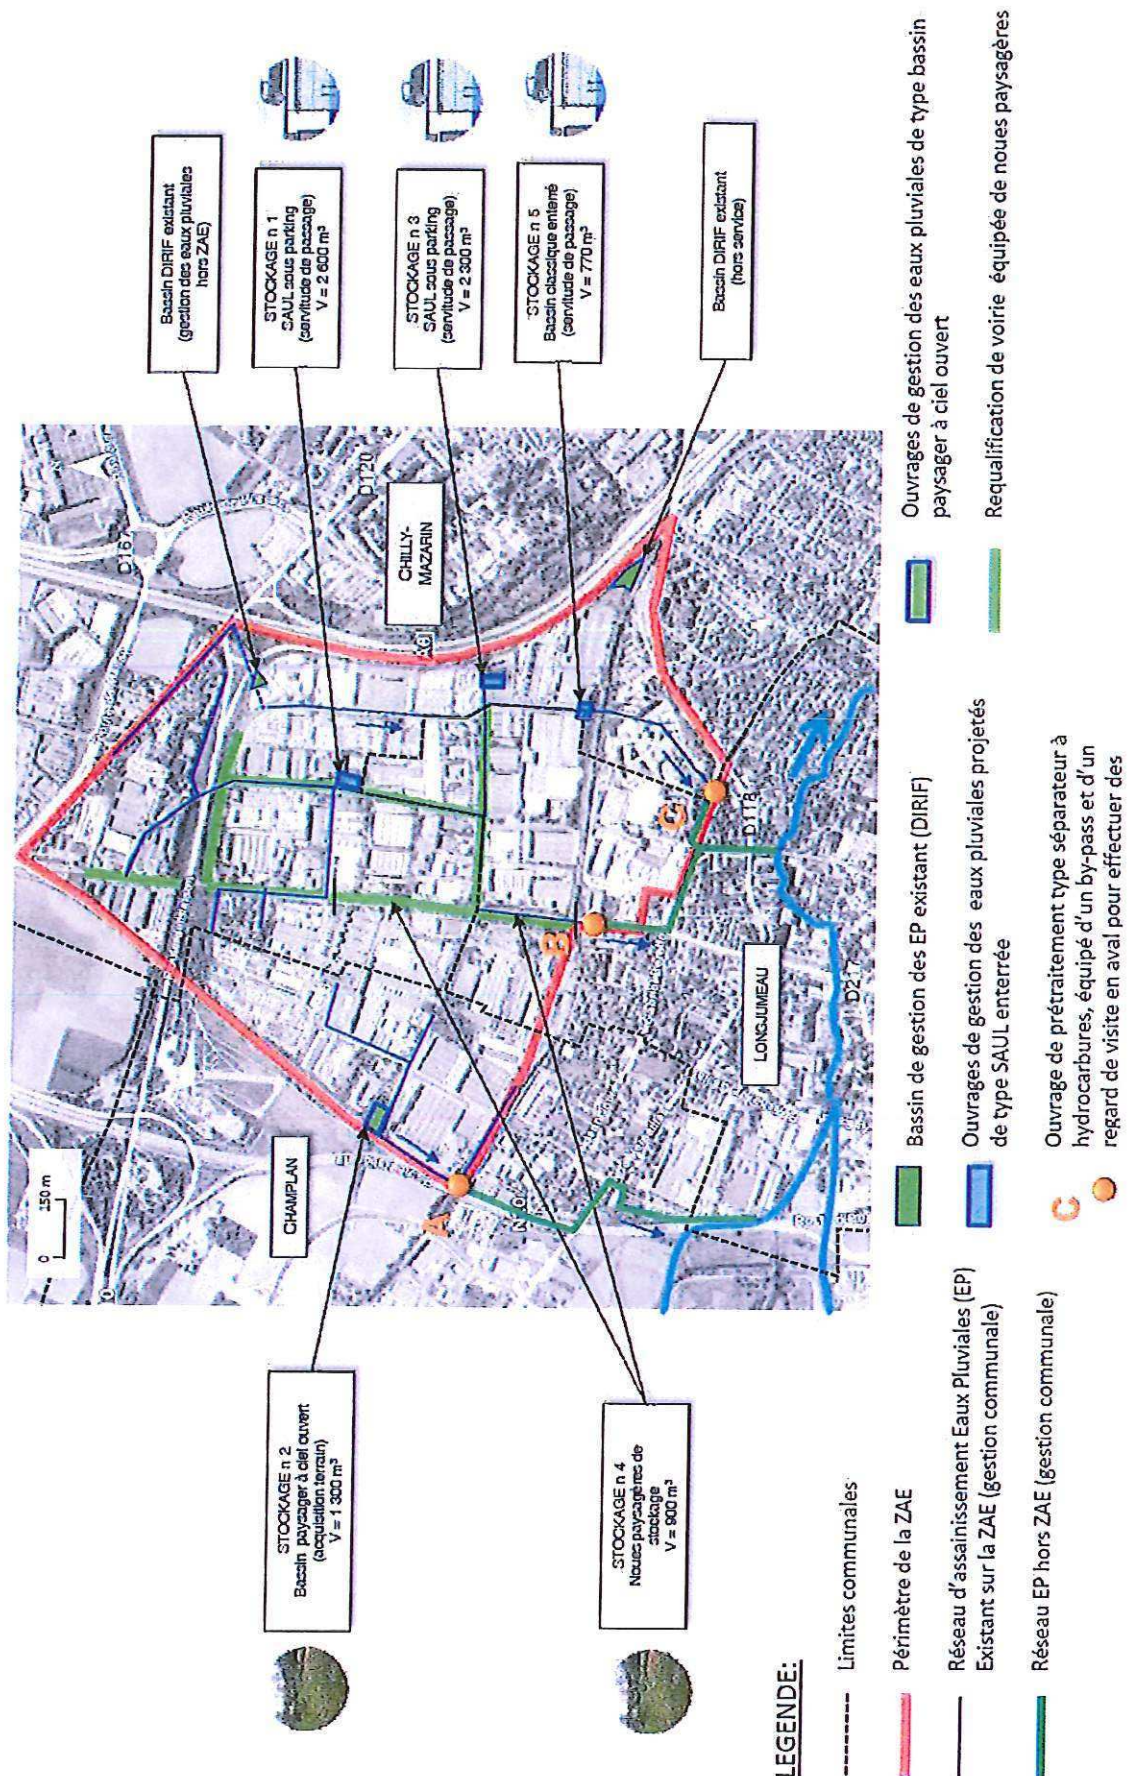 Bassin DIRIF existant
(gestion des eaux pluviales
hors ZAE)
STOCKAGE n 1
SAUL sous parking
(servitude de passage)
V = 2 600 m³
STOCKAGE n 3
SAUL sous parking
(servitude de passage)
V = 2 300 m³
STOCKAGE n 5
Bassin classique enterré
(servitude de passage)
V = 770 m³
Bassin DIRIF existant
(hors service)
D167
D120
CHILLY-
MAZARIN
A6
D118
C
B
A
LONGJUMEAU
D217
CHAMPLAN
N20
0 150 m
STOCKAGE n 2
Bassin paysager à ciel ouvert
(acquisition terrain)
V = 1 300 m³
STOCKAGE n 4
Noues paysagères de
stockage
V = 900 m³
LEGENDE:
Limites communales
Périmètre de la ZAE
Réseau d'assainissement Eaux Pluviales (EP)
Existant sur la ZAE (gestion communale)
Réseau EP hors ZAE (gestion communale)
Bassin de gestion des EP existant (DIRIF)
Ouvrages de gestion des eaux pluviales projetés
de type SAUL enterrée
C
Ouvrage de prétraitement type séparateur à
hydrocarbures, équipé d'un by-pass et d'un
regard de visite en aval pour effectuer des
Ouvrages de gestion des eaux pluviales de type bassin
paysager à ciel ouvert
Requalification de voirie équipée de noues paysagères